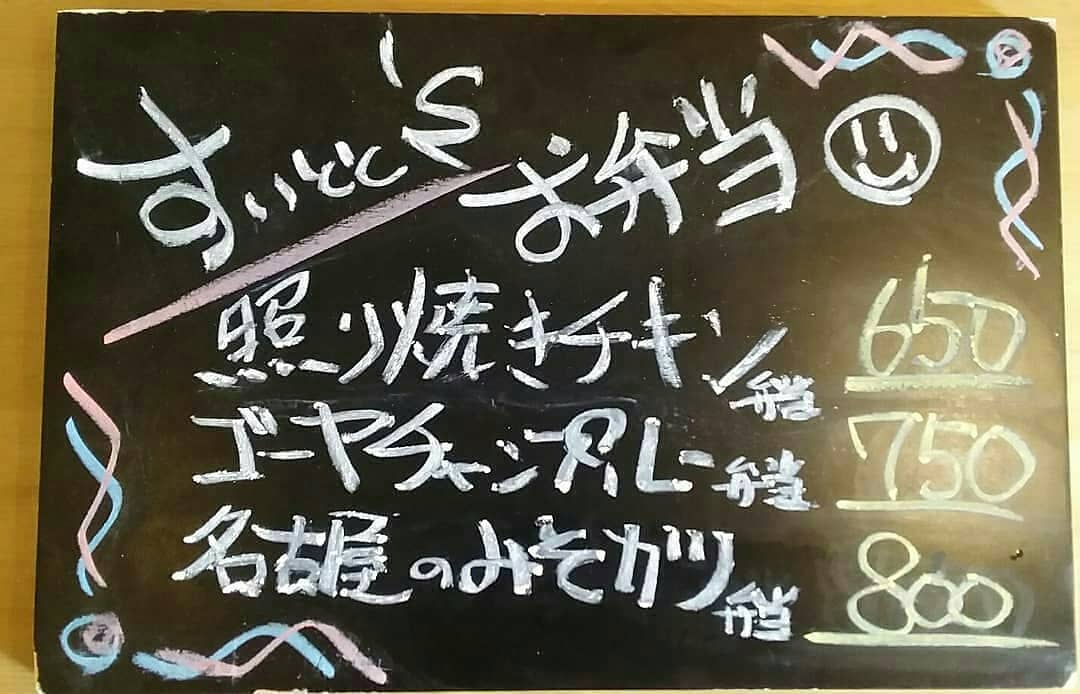 すいとと's お弁当
照り焼きチキン弁当 650
ゴーヤチャンプルー弁当 750
名古屋のみそカツ弁当 800